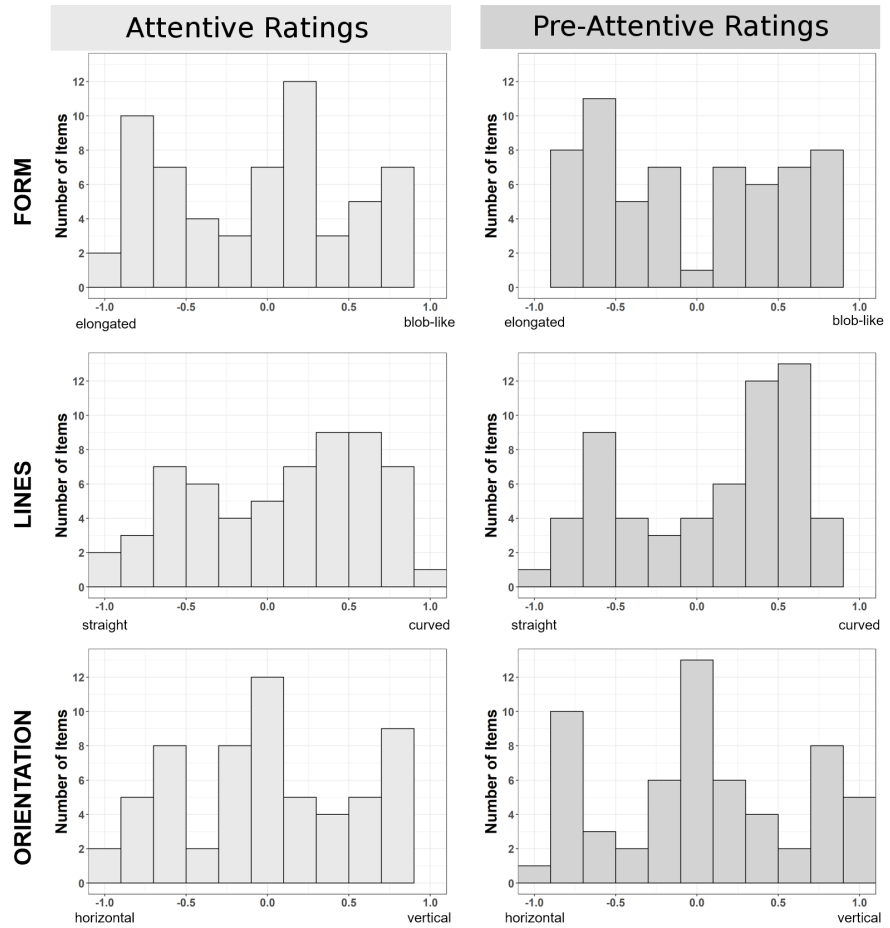 Attentive Ratings
Pre-Attentive Ratings
FORM
Number of Items
12
10
8
6
4
2
0
-1.0 -0.5 0.0 0.5 1.0
elongated blob-like
Number of Items
12
10
8
6
4
2
0
-1.0 -0.5 0.0 0.5 1.0
elongated blob-like
LINES
Number of Items
12
10
8
6
4
2
0
-1.0 -0.5 0.0 0.5 1.0
straight curved
Number of Items
12
10
8
6
4
2
0
-1.0 -0.5 0.0 0.5 1.0
straight curved
ORIENTATION
Number of Items
12
10
8
6
4
2
0
-1.0 -0.5 0.0 0.5 1.0
horizontal vertical
Number of Items
12
10
8
6
4
2
0
-1.0 -0.5 0.0 0.5 1.0
horizontal vertical